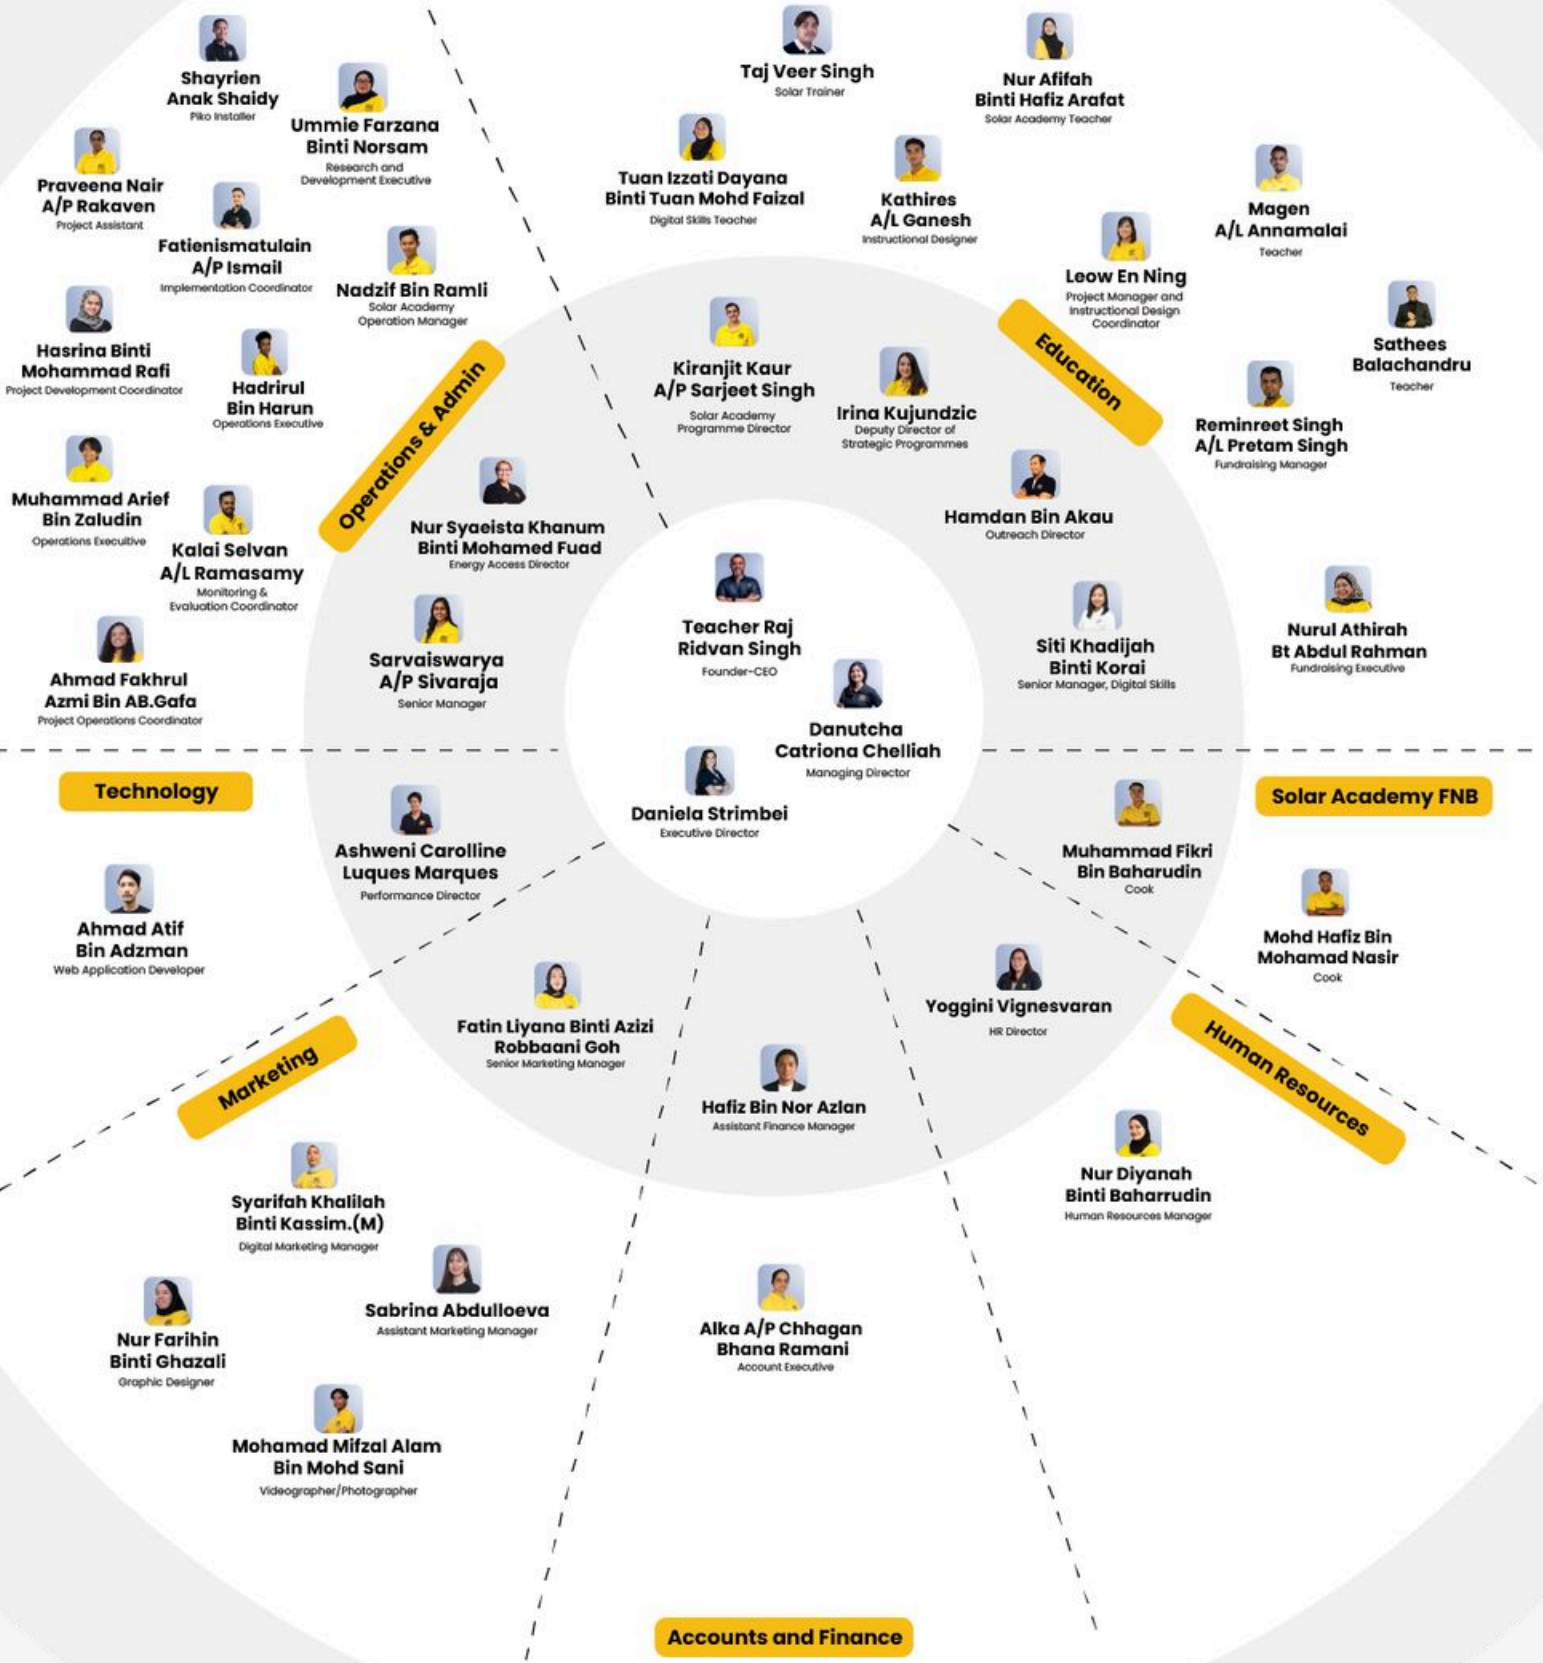 Shayrien
Anak Shaidy
Piko Installer
Ummie Farzana
Binti Norsam
Research and
Development Executive
Praveena Nair
A/P Rakaven
Project Assistant
Fatienismatulain
A/P Ismail
Implementation Coordinator
Nadzif Bin Ramli
Solar Academy
Operation Manager
Hasrina Binti
Mohammad Rafi
Project Development Coordinator
Hadrirul
Bin Harun
Operations Executive
Muhammad Arief
Bin Zaludin
Operations Execuitive
Kalai Selvan
A/L Ramasamy
Monitoring &
Evaluation Coordinator
Ahmad Fakhrul
Azmi Bin AB.Gafa
Project Operations Coordinator
Operations & Admin
Nur Syaeista Khanum
Binti Mohamed Fuad
Energy Access Director
Sarvaiswarya
A/P Sivaraja
Senior Manager
Taj Veer Singh
Solar Trainer
Nur Afifah
Binti Hafiz Arafat
Solar Academy Teacher
Tuan Izzati Dayana
Binti Tuan Mohd Faizal
Digital Skills Teacher
Kathires
A/L Ganesh
Instructional Designer
Magen
A/L Annamalai
Teacher
Leow En Ning
Project Manager and
Instructional Design
Coordinator
Sathees
Balachandru
Teacher
Reminreet Singh
A/L Pretam Singh
Fundraising Manager
Nurul Athirah
Bt Abdul Rahman
Fundraising Executive
Education
Kiranjit Kaur
A/P Sarjeet Singh
Solar Academy
Programme Director
Irina Kujundzic
Deputy Director of
Strategic Programmes
Hamdan Bin Akau
Outreach Director
Siti Khadijah
Binti Korai
Senior Manager, Digital Skills
Teacher Raj
Ridvan Singh
Founder-CEO
Danutcha
Catriona Chelliah
Managing Director
Daniela Strimbei
Executive Director
Technology
Ashweni Carolline
Luques Marques
Performance Director
Ahmad Atif
Bin Adzman
Web Application Developer
Solar Academy FNB
Muhammad Fikri
Bin Baharudin
Cook
Mohd Hafiz Bin
Mohamad Nasir
Cook
Marketing
Fatin Liyana Binti Azizi
Robbaani Goh
Senior Marketing Manager
Syarifah Khalilah
Binti Kassim.(M)
Digital Marketing Manager
Sabrina Abdulloeva
Assistant Marketing Manager
Nur Farihin
Binti Ghazali
Graphic Designer
Mohamad Mifzal Alam
Bin Mohd Sani
Videographer/Photographer
Hafiz Bin Nor Azlan
Assistant Finance Manager
Alka A/P Chhagan
Bhana Ramani
Account Executive
Accounts and Finance
Human Resources
Yoggini Vignesvaran
HR Director
Nur Diyanah
Binti Baharrudin
Human Resources Manager